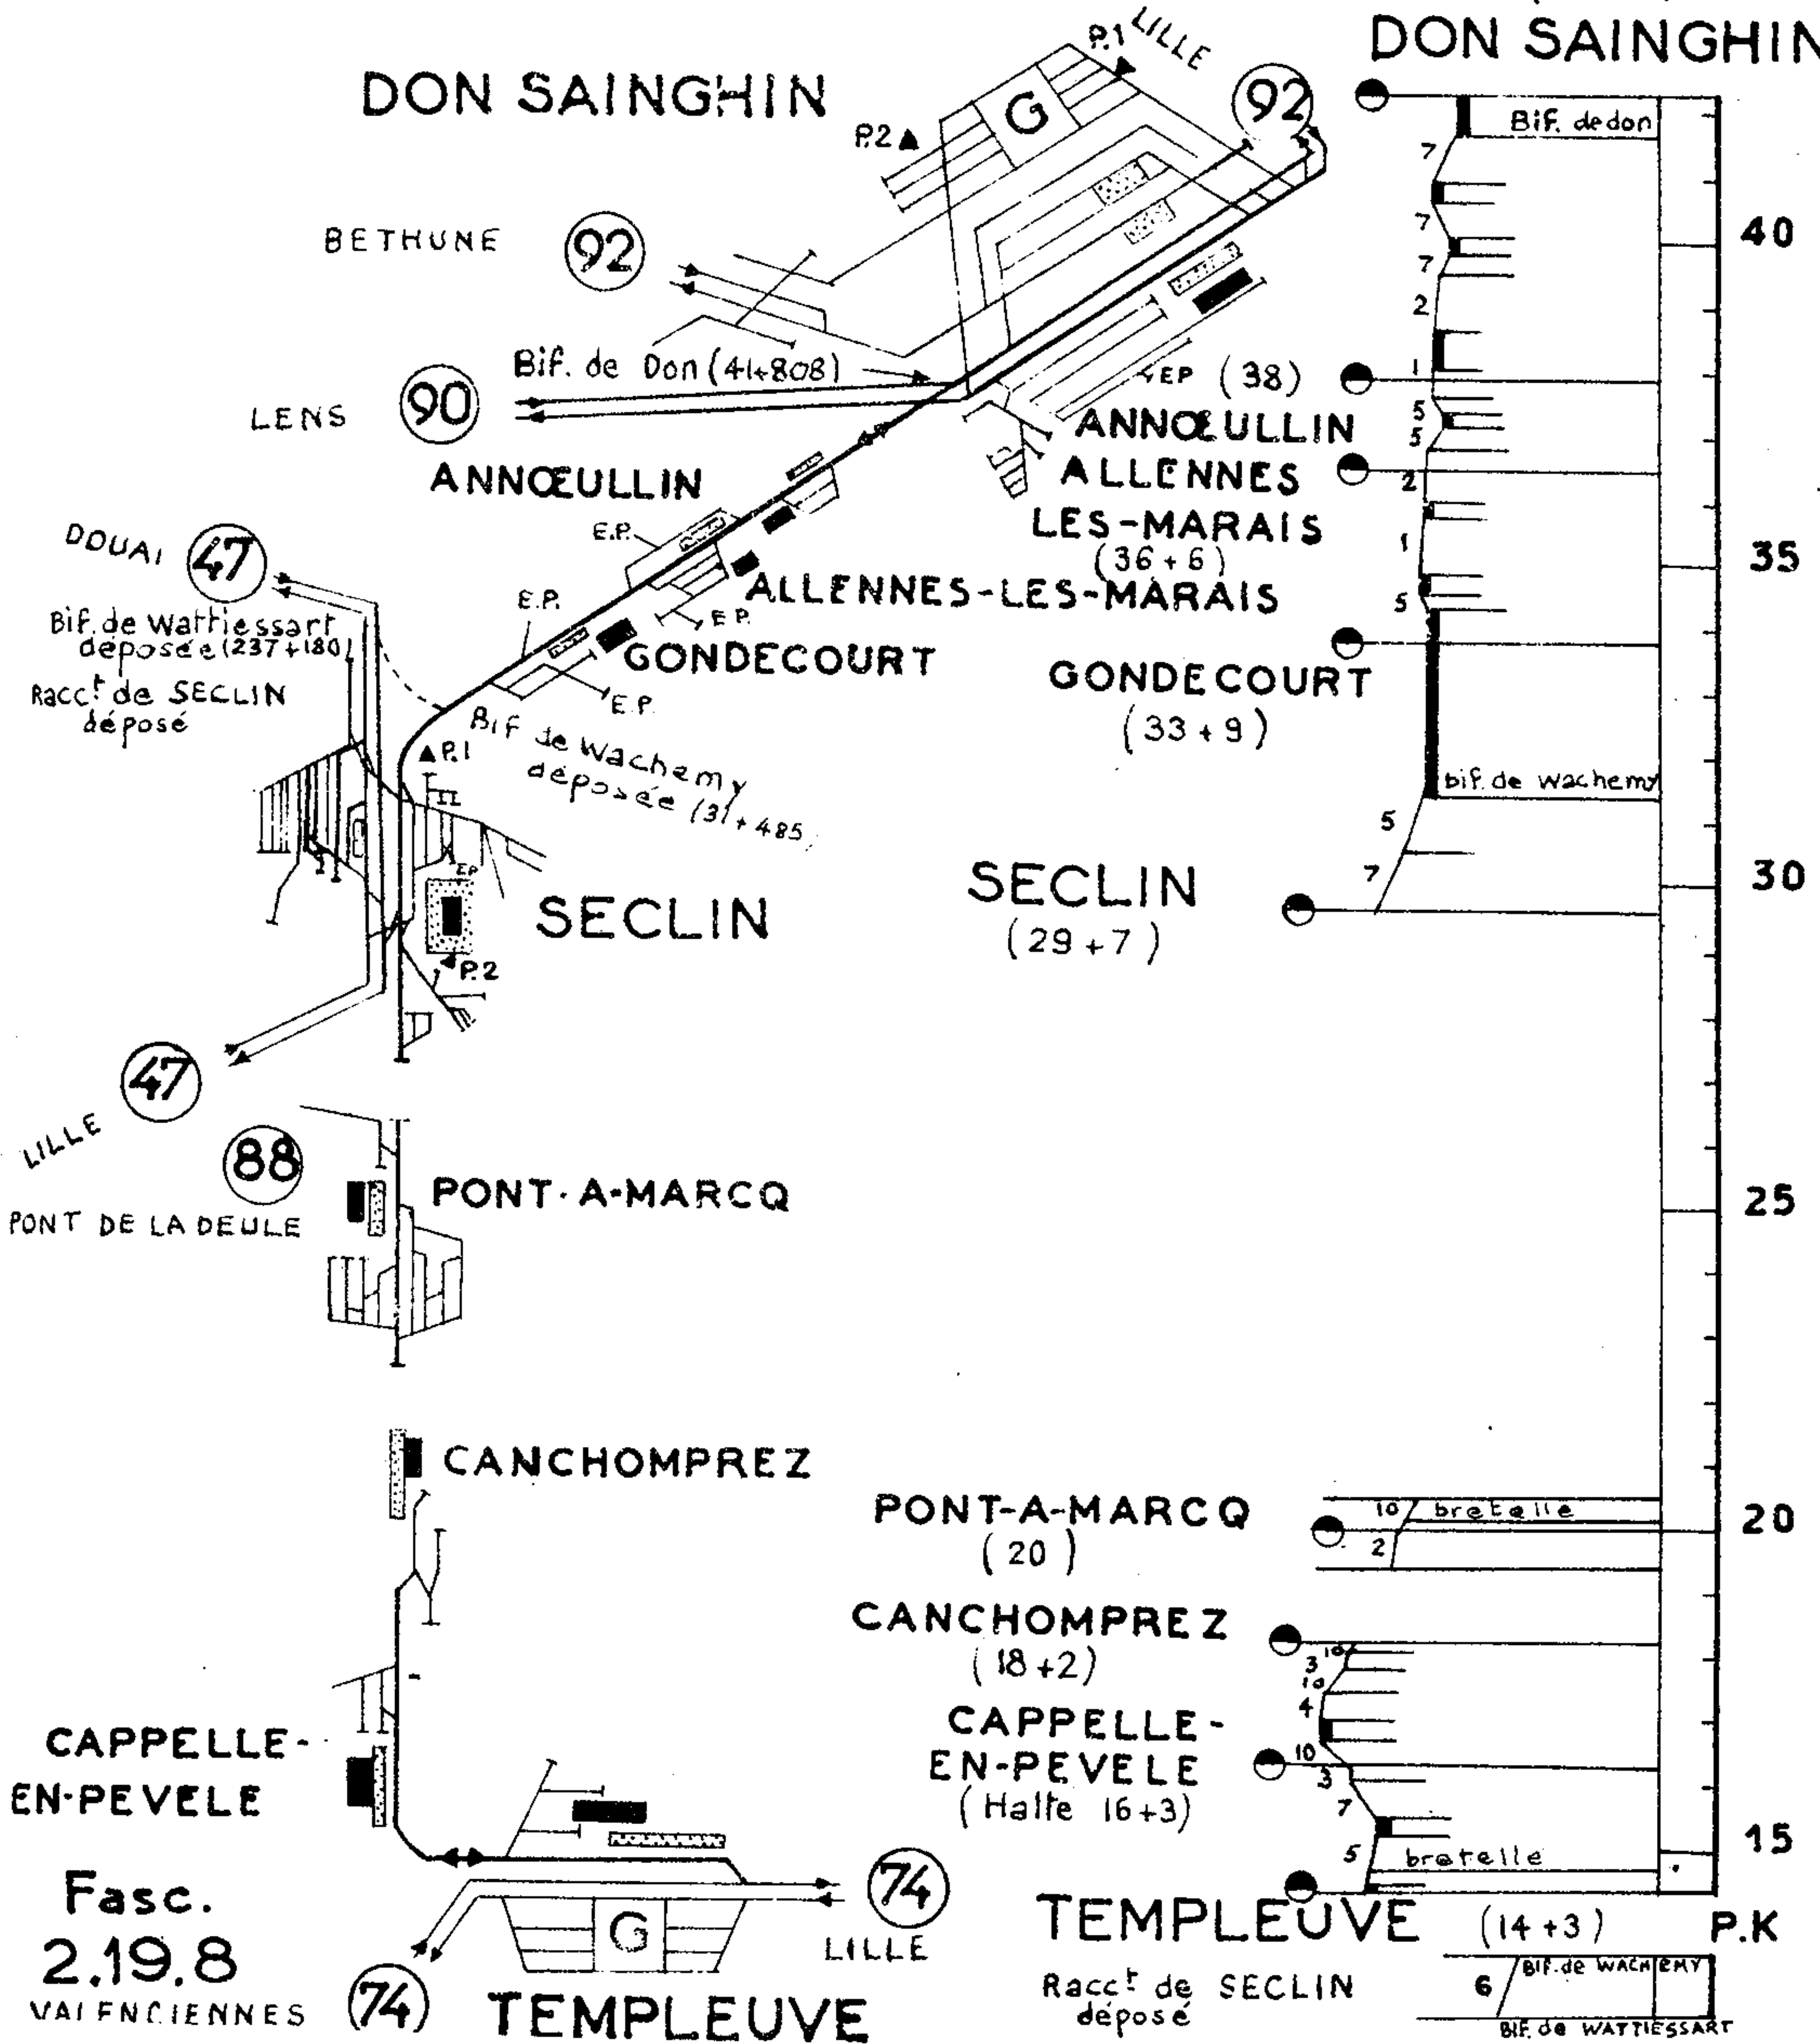 DON SAINGHIN
P.1
LILLE
92
G
P.2
BETHUNE
92
Bif. de Don (41+808)
LENS
90
EP
ANNŒULLIN
E.P.
ALLENNES-LES-MARAIS
E.P.
E.P.
GONDECOURT
E.P.
DOUAI
47
Bif. de Wattiessart
déposée (237+180)
Racct de SECLIN
déposé
Bif de Wachemy
déposée (31+485
P.1
EP
SECLIN
P.2
47
LILLE
88
PONT DE LA DEULE
PONT-A-MARCQ
CANCHOMPREZ
CAPPELLE-
EN-PEVELE
74
LILLE
G
Fasc.
2.19.8
VALENCIENNES
74
TEMPLEUVE
DON SAINGHIN
Bif. de don
7
7
7
2
1
(38)
ANNŒULLIN
5
5
ALLENNES
LES-MARAIS
(36+6)
2
1
5
GONDECOURT
(33+9)
bif. de Wachemy
5
7
SECLIN
(29+7)
PONT-A-MARCQ
(20)
10 bretelle
2
CANCHOMPREZ
(18+2)
10
3
10
4
CAPPELLE-
EN-PEVELE
(Halte 16+3)
10
3
7
5 bretelle
TEMPLEUVE
(14+3)
P.K
40
35
30
25
20
15
Racct de SECLIN
déposé
6
BIF. de WACHEMY
BIF. de WATTIESSART